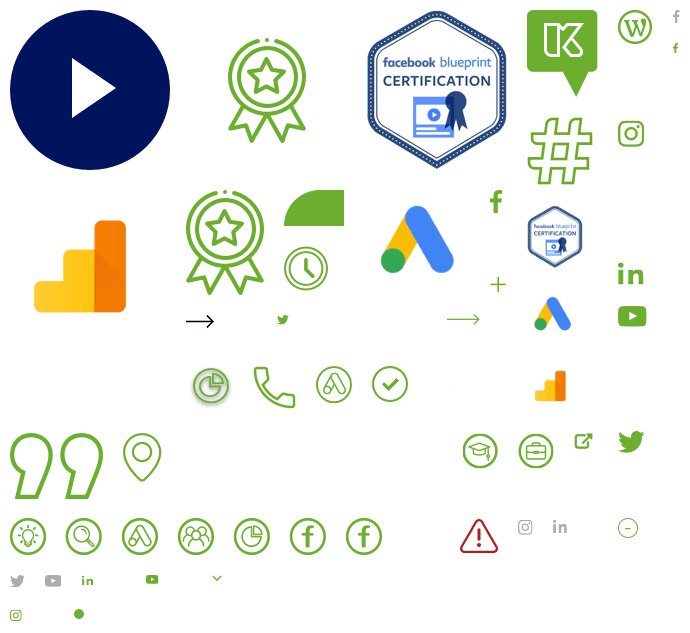 facebook blueprint
CERTIFICATION
facebook blueprint
CERTIFICATION